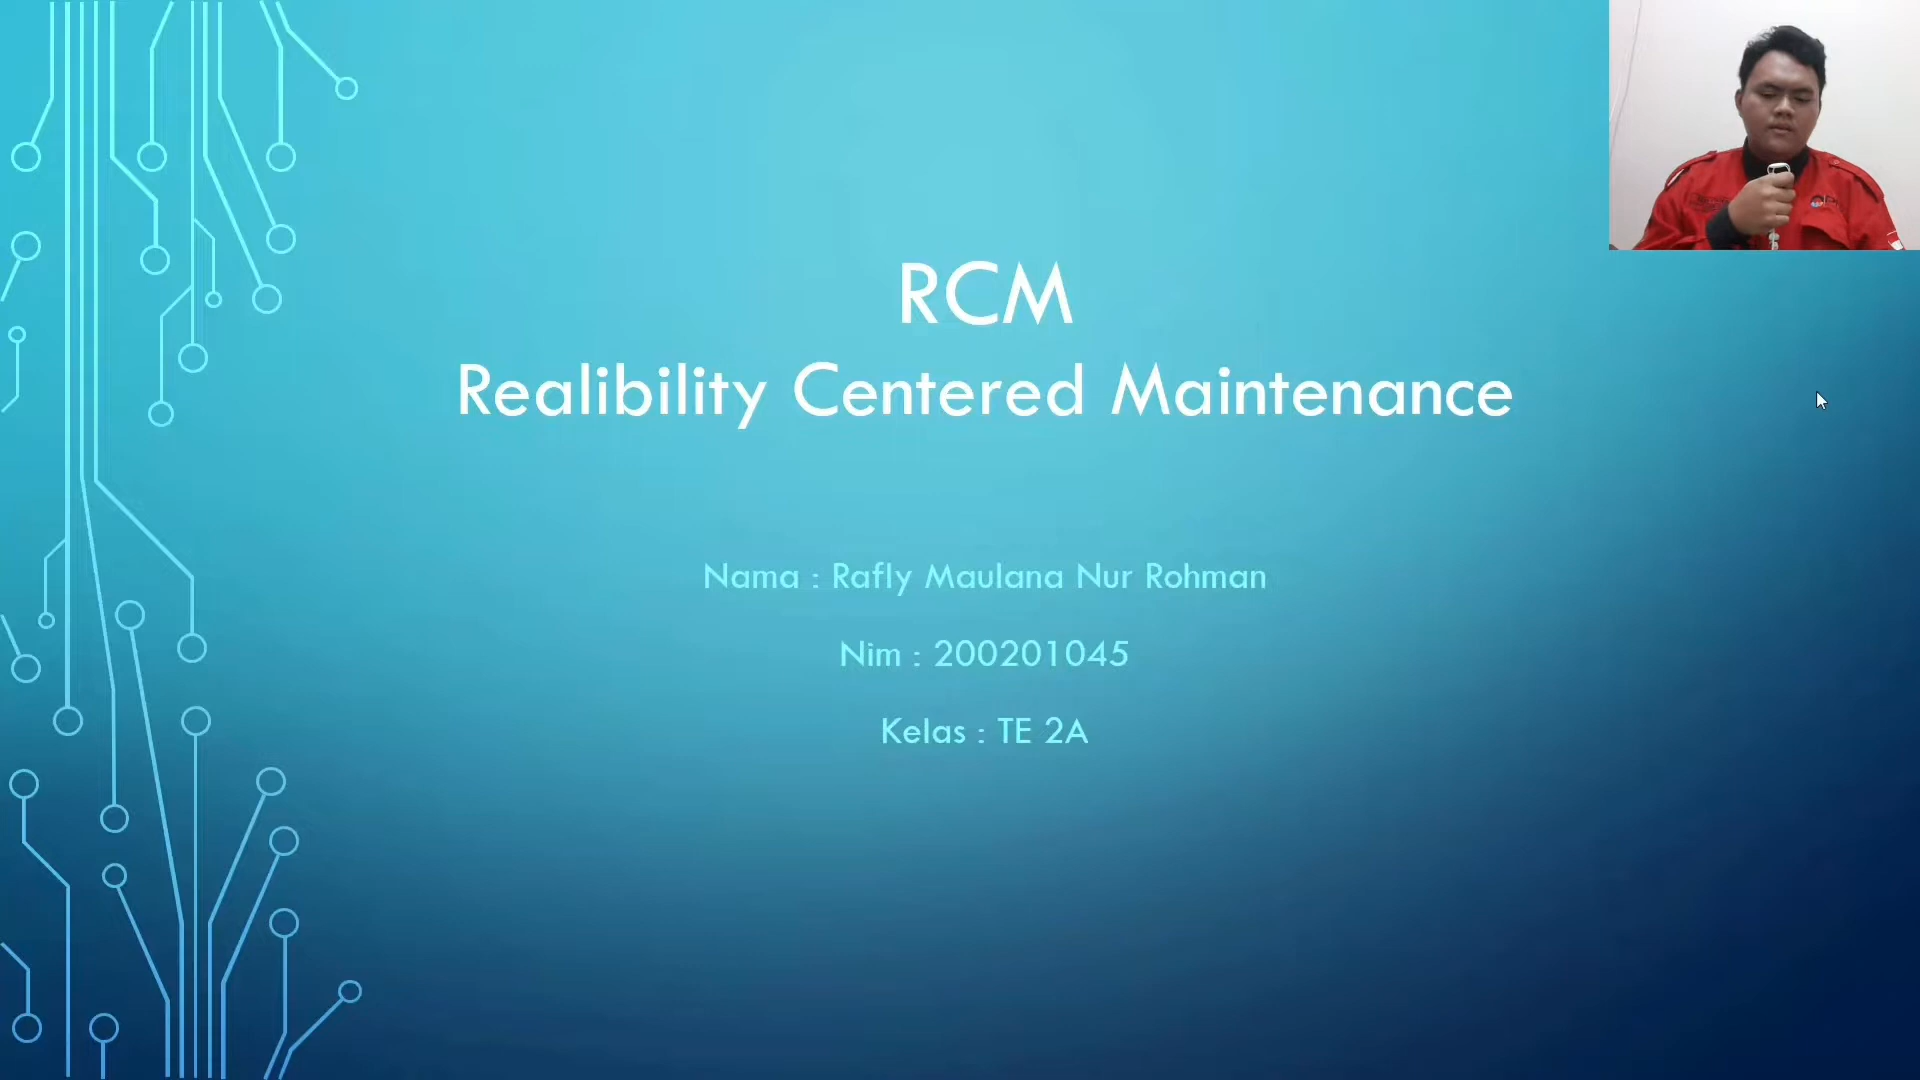 RCM
Realibility Centered Maintenance
Nama : Rafly Maulana Nur Rohman
Nim : 200201045
Kelas : TE 2A